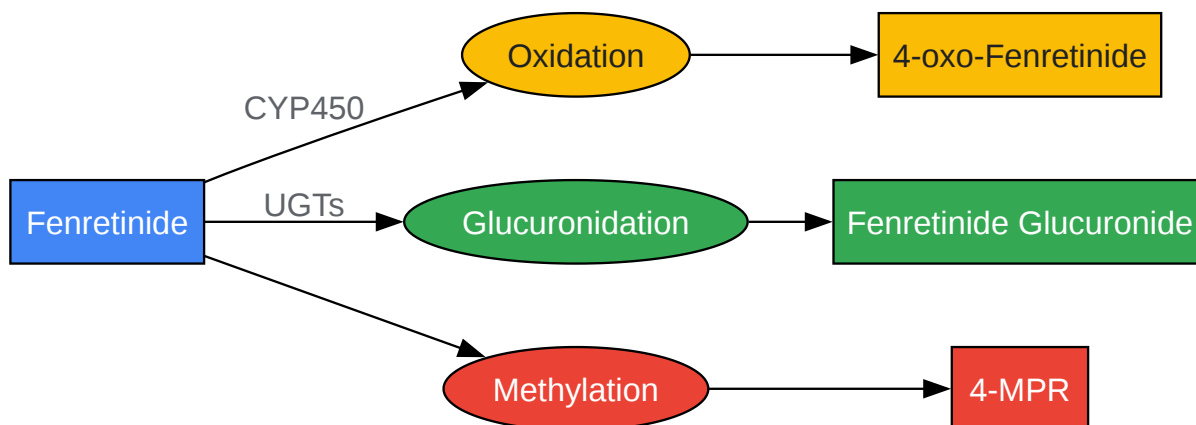 Oxidation
4-oxo-Fenretinide
CYP450
Fenretinide
UGTs
Glucuronidation
Fenretinide Glucuronide
Methylation
4-MPR